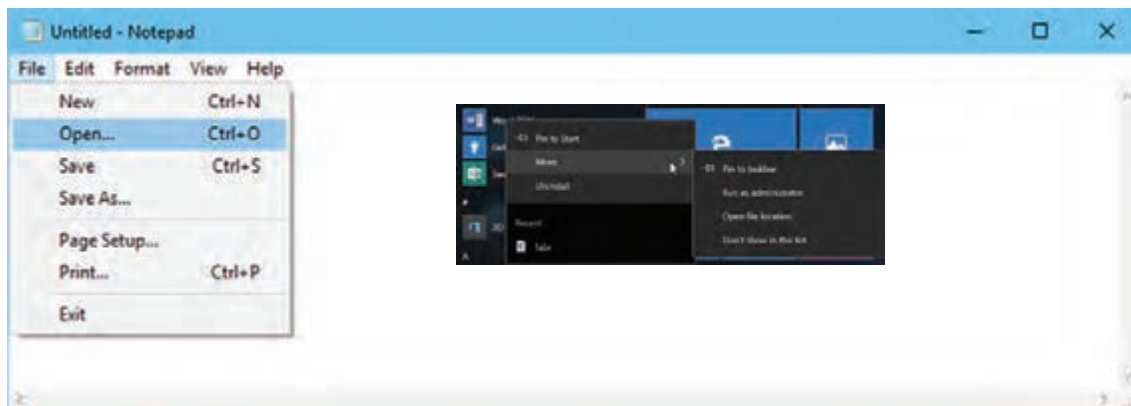 Untitled - Notepad
File Edit Format View Help
New Ctrl+N
Open... Ctrl+O
Save Ctrl+S
Save As...
Page Setup...
Print... Ctrl+P
Exit
Pin to Start
More
Uninstall
Recent
Pin to taskbar
Run as administrator
Open file location
Don't show in this list